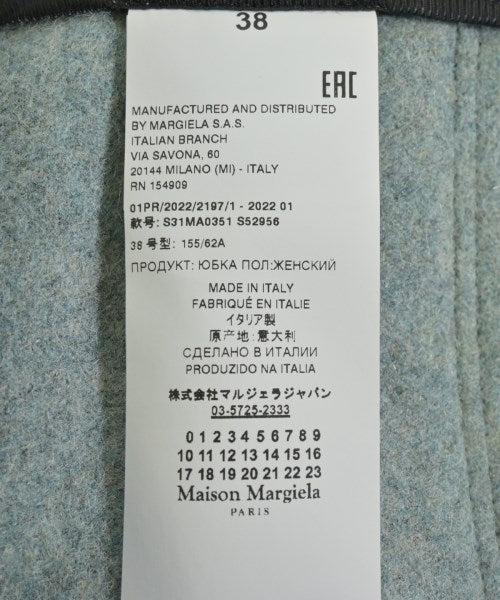 38
EAC
MANUFACTURED AND DISTRIBUTED
BY MARGIELA S.A.S.
ITALIAN BRANCH
VIA SAVONA, 60
20144 MILANO (MI) - ITALY
RN 154909
01PR/2022/2197/1 - 2022 01
款号: S31MA0351 S52956
38 号型: 155/62A
ПРОДУКТ: ЮБКА ПОЛ:ЖЕНСКИЙ
MADE IN ITALY
FABRIQUÉ EN ITALIE
イタリア製
原产地:意大利
СДЕЛАНО В ИТАЛИИ
PRODUZIDO NA ITALIA
株式会社マルジェラジャパン
03-5725-2333
0 1 2 3 4 5 6 7 8 9
10 11 12 13 14 15 16
17 18 19 20 21 22 23
Maison Margiela
PARIS